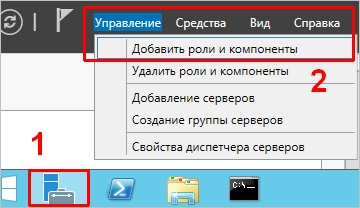 Управление Средства Вид Справка
Добавить роли и компоненты
Удалить роли и компоненты
2
Добавление серверов
Создание группы серверов
1
Свойства диспетчера серверов
C:\_